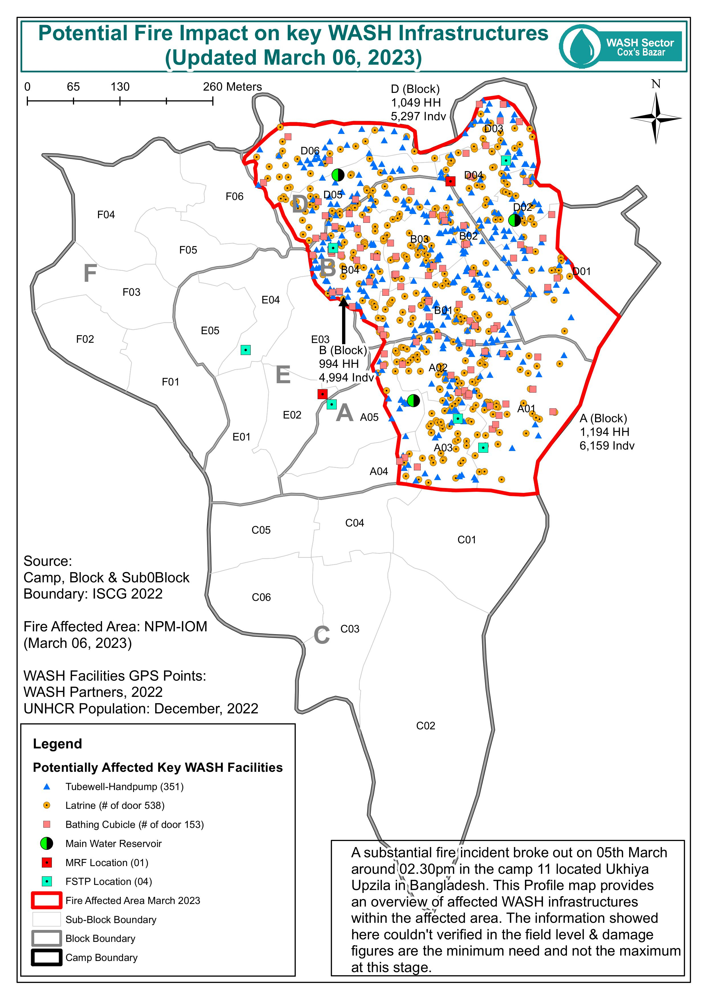 Potential Fire Impact on key WASH Infrastructures
(Updated March 06, 2023)
WASH Sector
Cox's Bazar
0 65 130 260 Meters
N
D (Block)
1,049 HH
5,297 Indv
D03
D06
D04
F06
D05
D
D02
F04
B03
B02
F05
F
B
B04
D01
F03
E04
B01
E05
F02
E03
B (Block)
994 HH
4,994 Indv
A02
E
F01
A
A01
E02
A05
A (Block)
1,194 HH
6,159 Indv
E01
A03
A04
C04
C05
C01
Source:
Camp, Block & Sub0Block
Boundary: ISCG 2022
C06
Fire Affected Area: NPM-IOM
(March 06, 2023)
C
C03
WASH Facilities GPS Points:
WASH Partners, 2022
UNHCR Population: December, 2022
C02
Legend
Potentially Affected Key WASH Facilities
Tubewell-Handpump (351)
Latrine (# of door 538)
Bathing Cubicle (# of door 153)
Main Water Reservoir
MRF Location (01)
FSTP Location (04)
Fire Affected Area March 2023
Sub-Block Boundary
Block Boundary
Camp Boundary
A substantial fire incident broke out on 05th March
around 02.30pm in the camp 11 located Ukhiya
Upzila in Bangladesh. This Profile map provides
an overview of affected WASH infrastructures
within the affected area. The information showed
here couldn't verified in the field level & damage
figures are the minimum need and not the maximum
at this stage.